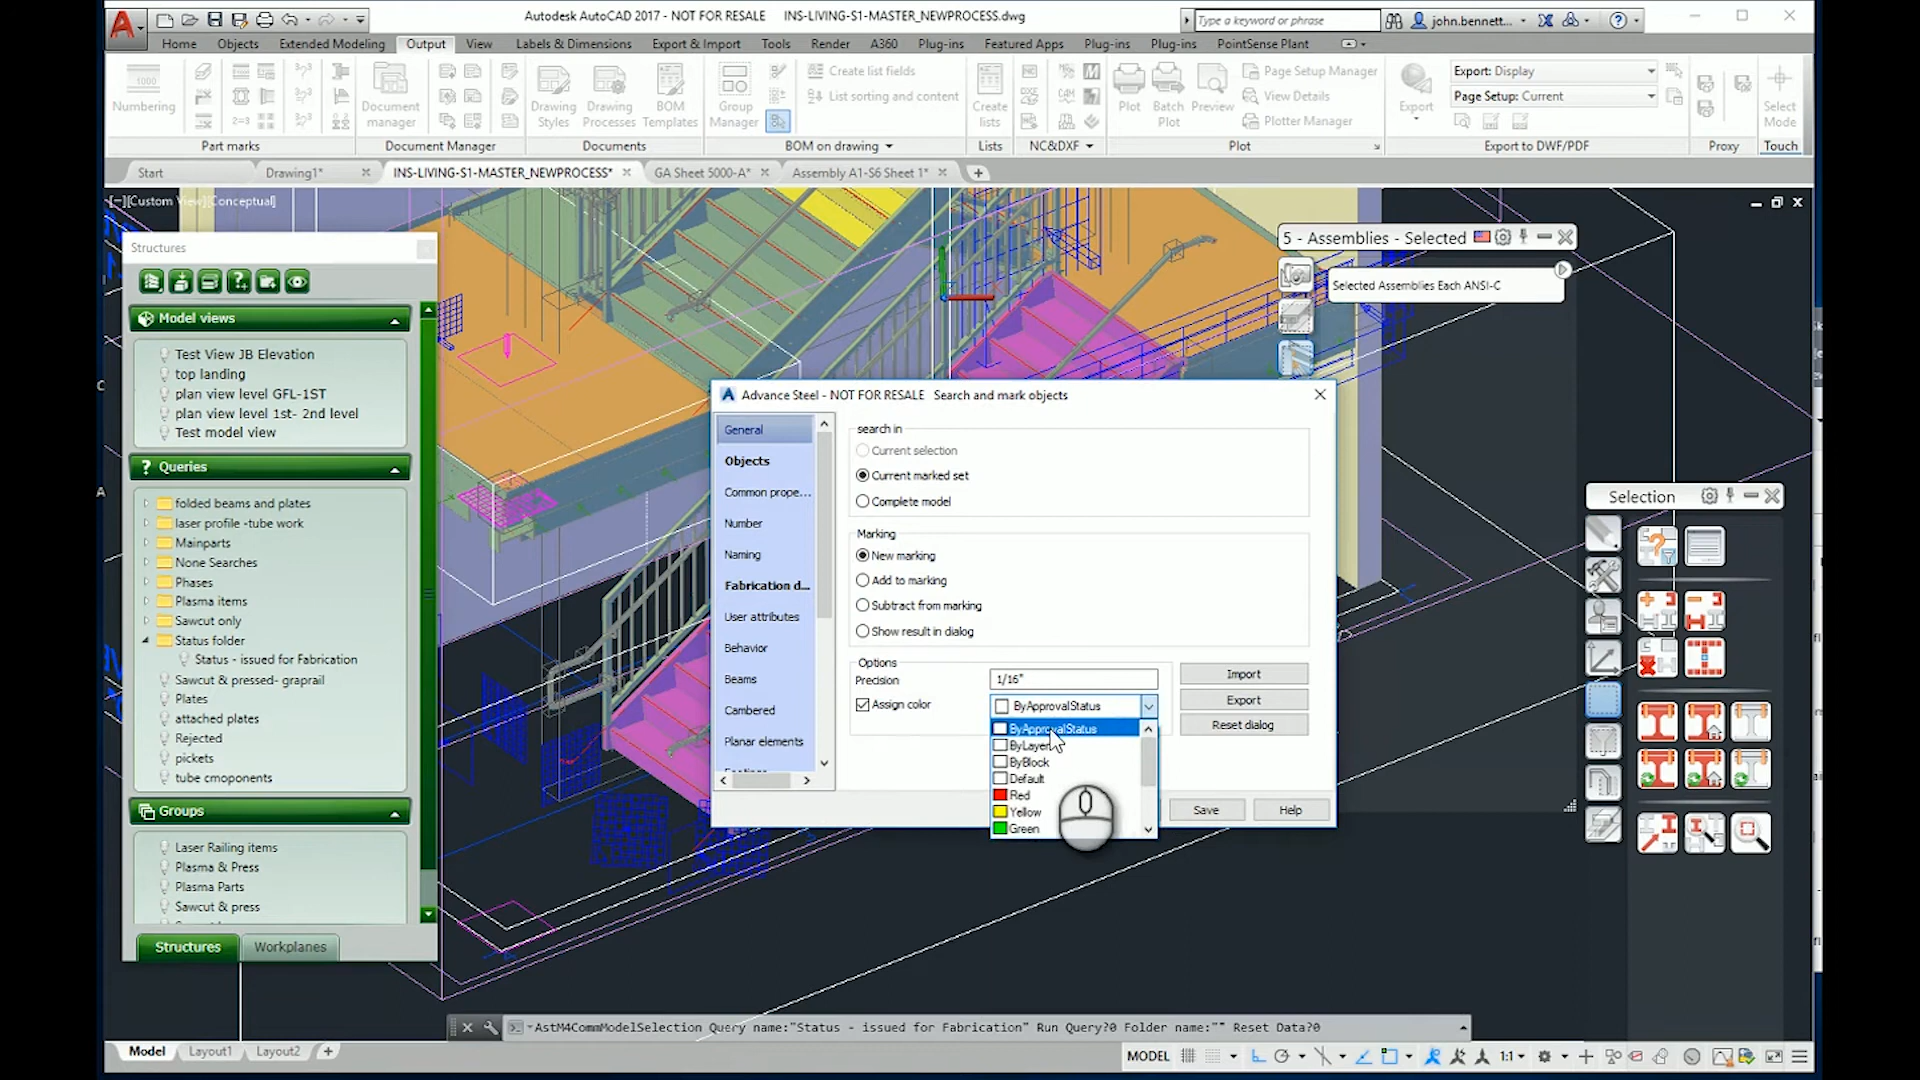 Autodesk AutoCAD 2017 - NOT FOR RESALE INS-LIVING-S1-MASTER_NEWPROCESS.dwg
Type a keyword or phrase
john.bennett...
Home Objects Extended Modeling Output View Labels & Dimensions Export & Import Tools Render A360 Plug-ins Featured Apps Plug-ins Plug-ins PointSense Plant
Numbering
Document manager
Drawing Styles
Drawing Processes
BOM Templates
Group Manager
Create list fields
List sorting and content
Create lists
Plot
Batch Plot
Preview
Page Setup Manager
View Details
Plotter Manager
Export
Export: Display
Page Setup: Current
Select Mode
Part marks Document Manager Documents BOM on drawing Lists NC&DXF Plot Export to DWF/PDF Proxy Touch
Start Drawing1* INS-LIVING-S1-MASTER_NEWPROCESS* GA Sheet 5000-A* Assembly A1-S6 Sheet 1*
[−][Custom View][Conceptual]
Structures
Model views
Test View JB Elevation
top landing
plan view level GFL-1ST
plan view level 1st- 2nd level
Test model view
Queries
folded beams and plates
laser profile -tube work
Mainparts
None Searches
Phases
Plasma items
Sawcut only
Status folder
Status - issued for Fabrication
Sawcut & pressed- graprail
Plates
attached plates
Rejected
pickets
tube cmoponents
Groups
Laser Railing items
Plasma & Press
Plasma Parts
Sawcut & press
Structures Workplanes
5 - Assemblies - Selected
Selected Assemblies Each ANSI-C
Advance Steel - NOT FOR RESALE Search and mark objects
General
Objects
Common prope...
Number
Naming
Fabrication d...
User attributes
Behavior
Beams
Cambered
Planar elements
search in
Current selection
Current marked set
Complete model
Marking
New marking
Add to marking
Subtract from marking
Show result in dialog
Options
Precision 1/16"
Assign color ByApprovalStatus
ByApprovalStatus
ByLayer
ByBlock
Default
Red
Yellow
Green
Import
Export
Reset dialog
Save Help
Selection
AstM4CommModelSelection Query name:"Status - issued for Fabrication" Run Query?0 Folder name:"" Reset Data?0
Model Layout1 Layout2
MODEL 1:1